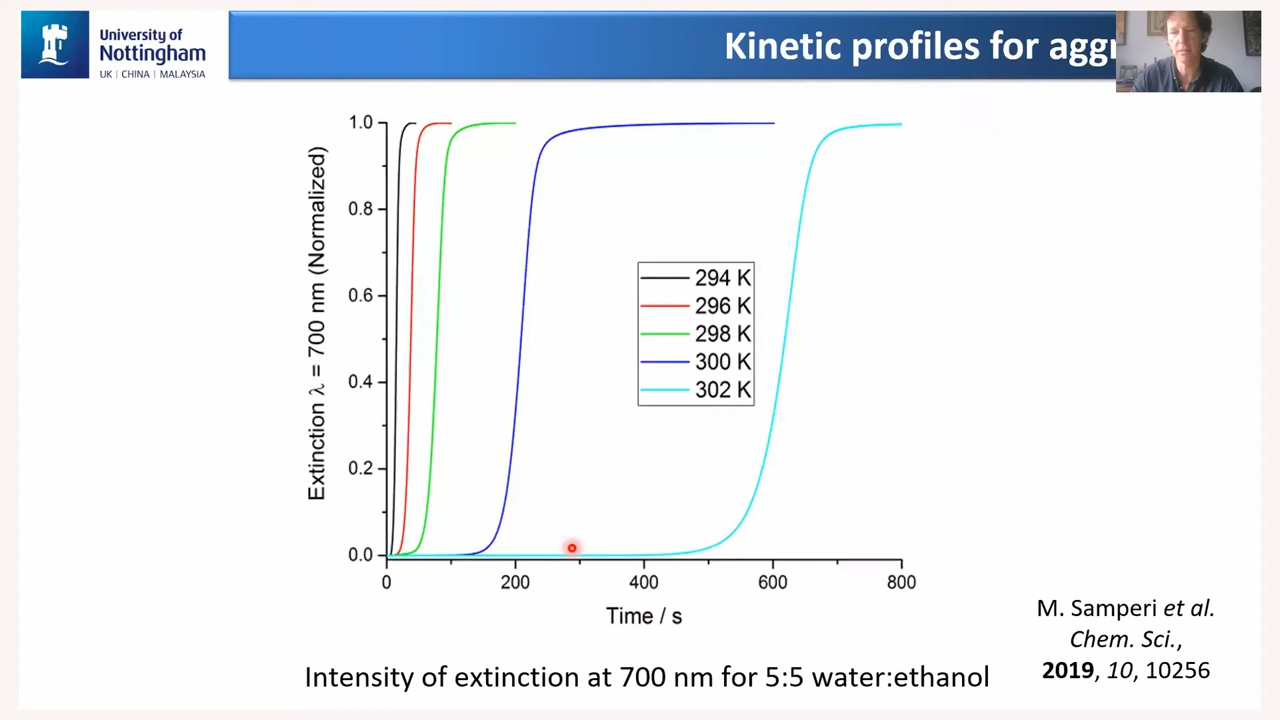 University of
Nottingham
UK | CHINA | MALAYSIA
Kinetic profiles for
1.0
0.8
0.6
0.4
0.2
0.0
Extinction λ = 700 nm (Normalized)
294 K
296 K
298 K
300 K
302 K
0 200 400 600 800
Time / s
M. Samperi et al.
Chem. Sci.,
2019, 10, 10256
Intensity of extinction at 700 nm for 5:5 water:ethanol